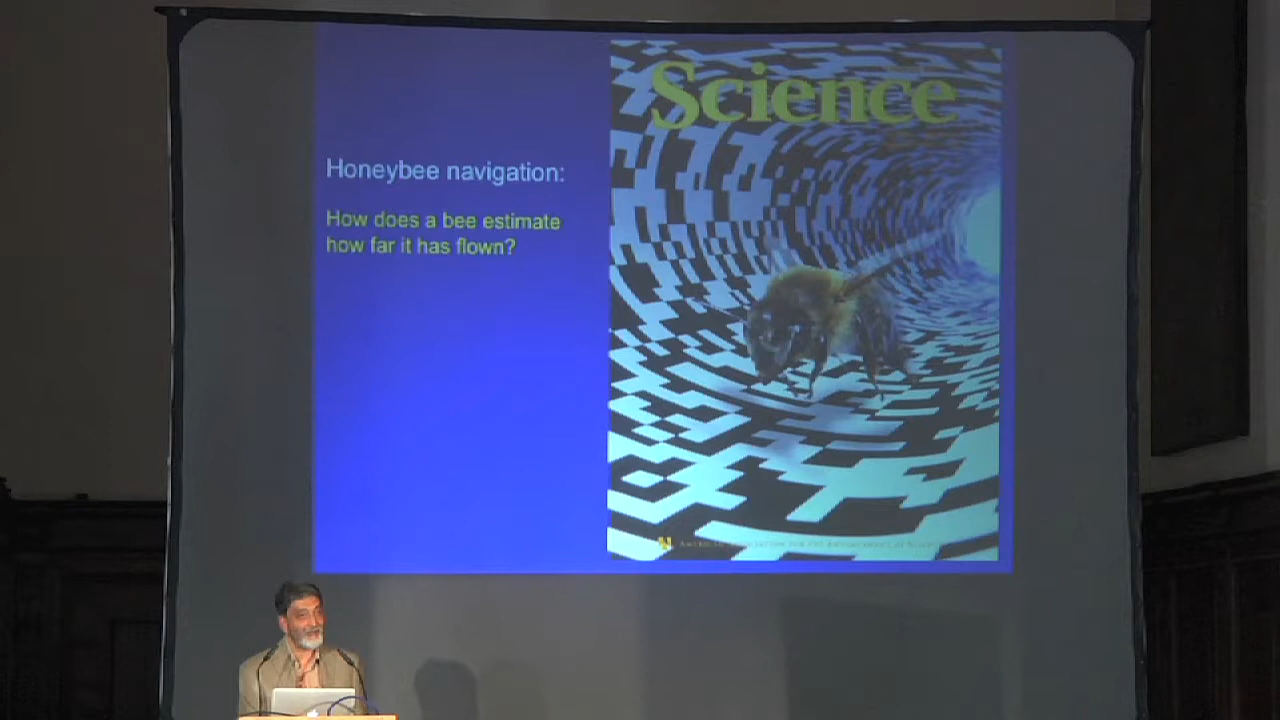 Science
Honeybee navigation:
How does a bee estimate
how far it has flown?